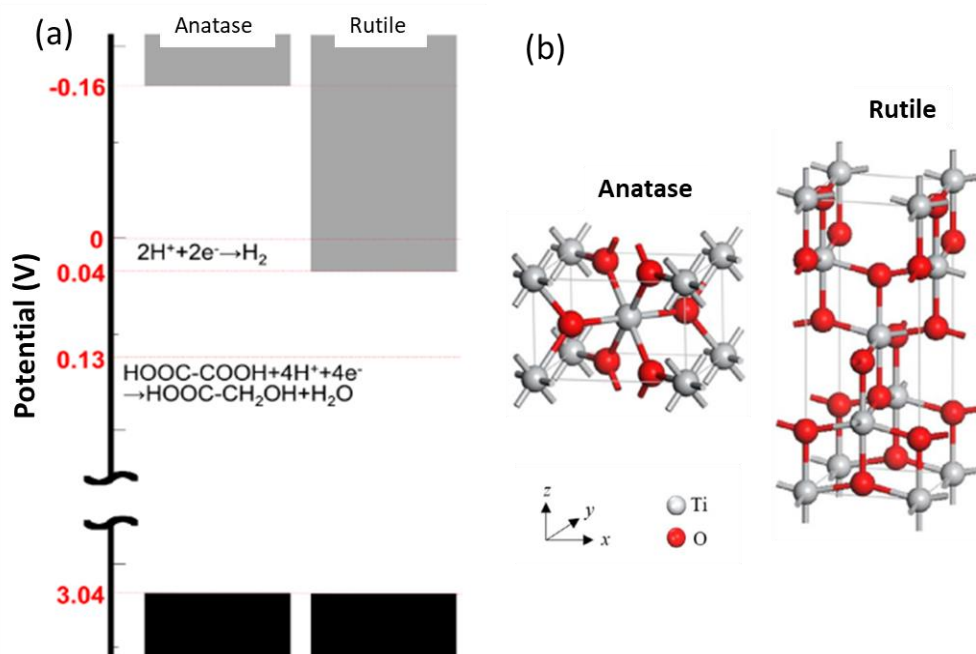 (a)
Anatase
Rutile
Potential (V)
-0.16
0
2H⁺+2e⁻→H₂
0.04
0.13
HOOC-COOH+4H⁺+4e⁻
→HOOC-CH₂OH+H₂O
3.04
(b)
Rutile
Anatase
z
y
x
Ti
O